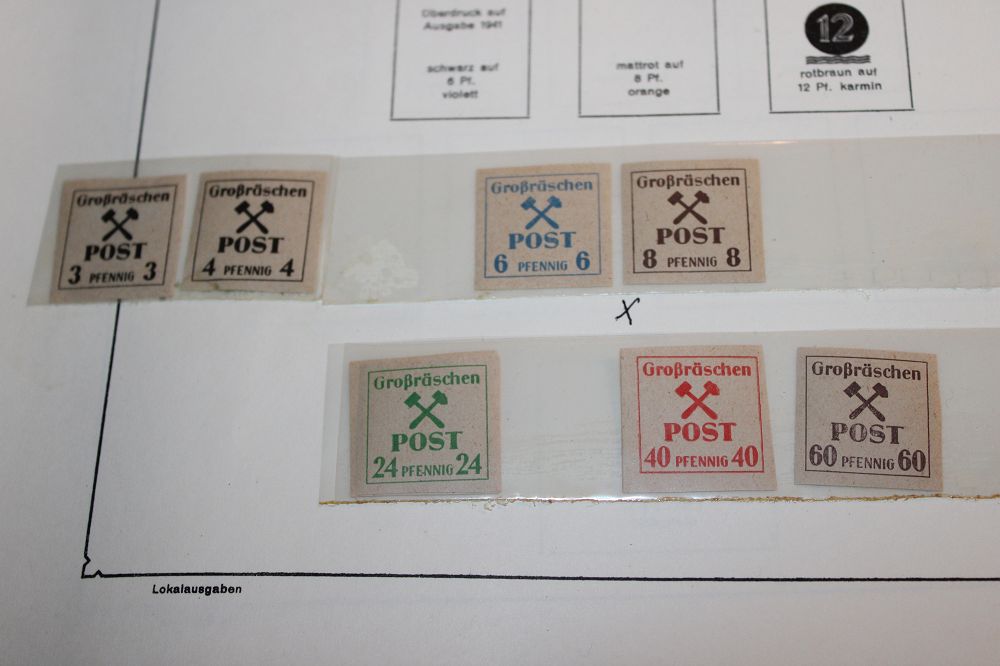 Überdruck auf
Ausgabe 1941
schwarz auf
6 Pf.
violett
mattrot auf
8 Pf.
orange
12
rotbraun auf
12 Pf. karmin
Großräschen
POST
3 PFENNIG 3
Großräschen
POST
4 PFENNIG 4
Großräschen
POST
6 PFENNIG 6
Großräschen
POST
8 PFENNIG 8
X
Großräschen
POST
24 PFENNIG 24
Großräschen
POST
40 PFENNIG 40
Großräschen
POST
60 PFENNIG 60
Lokalausgaben